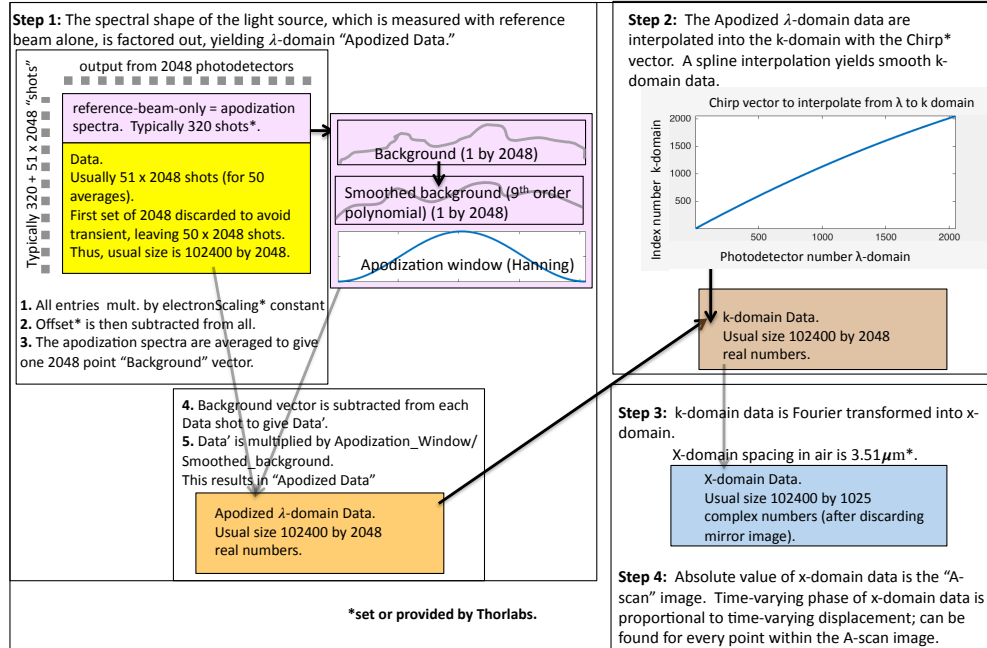 Step 1: The spectral shape of the light source, which is measured with reference
beam alone, is factored out, yielding λ-domain “Apodized Data.”
output from 2048 photodetectors
Typically 320 + 51 x 2048 “shots”
reference-beam-only = apodization
spectra. Typically 320 shots*.
Data.
Usually 51 x 2048 shots (for 50
averages).
First set of 2048 discarded to avoid
transient, leaving 50 x 2048 shots.
Thus, usual size is 102400 by 2048.
Background (1 by 2048)
Smoothed background (9th order
polynomial) (1 by 2048)
Apodization window (Hanning)
1. All entries mult. by electronScaling* constant
2. Offset* is then subtracted from all.
3. The apodization spectra are averaged to give
one 2048 point “Background” vector.
4. Background vector is subtracted from each
Data shot to give Data’.
5. Data’ is multiplied by Apodization_Window/
Smoothed_background.
This results in “Apodized Data”
Apodized λ-domain Data.
Usual size 102400 by 2048
real numbers.
*set or provided by Thorlabs.
Step 2: The Apodized λ-domain data are
interpolated into the k-domain with the Chirp*
vector. A spline interpolation yields smooth k-
domain data.
Chirp vector to interpolate from λ to k domain
Index number k-domain
2000
1500
1000
500
500
1000
1500
2000
Photodetector number λ-domain
k-domain Data.
Usual size 102400 by 2048
real numbers.
Step 3: k-domain data is Fourier transformed into x-
domain.
X-domain spacing in air is 3.51μm*.
X-domain Data.
Usual size 102400 by 1025
complex numbers (after discarding
mirror image).
Step 4: Absolute value of x-domain data is the “A-
scan” image. Time-varying phase of x-domain data is
proportional to time-varying displacement; can be
found for every point within the A-scan image.